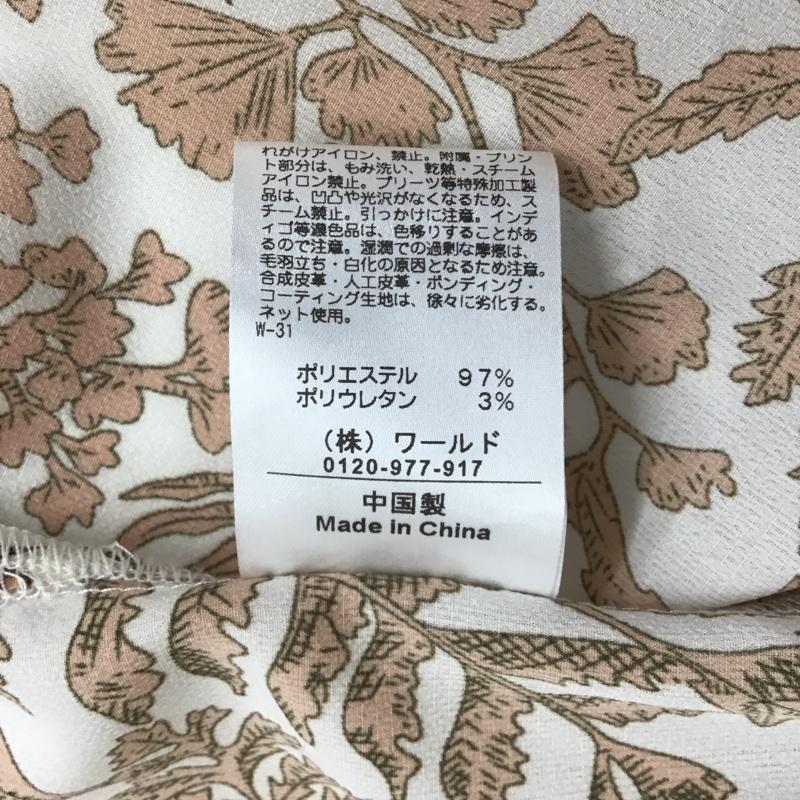 れがけアイロン、禁止。附属・プリン
ト部分は、もみ洗い、乾熱・スチーム
アイロン禁止。プリーツ等特殊加工製
品は、凹凸や光沢がなくなるため、ス
チーム禁止。引っかけに注意。インデ
ィゴ等濃色品は、色移りすることがあ
るので注意。湿潤での過剰な摩擦は、
毛羽立ち・白化の原因となるため注意。
合成皮革・人工皮革・ボンディング・
コーティング生地は、徐々に劣化する。
ネット使用。
W-31
ポリエステル 97%
ポリウレタン 3%
（株）ワールド
0120-977-917
中国製
Made in China